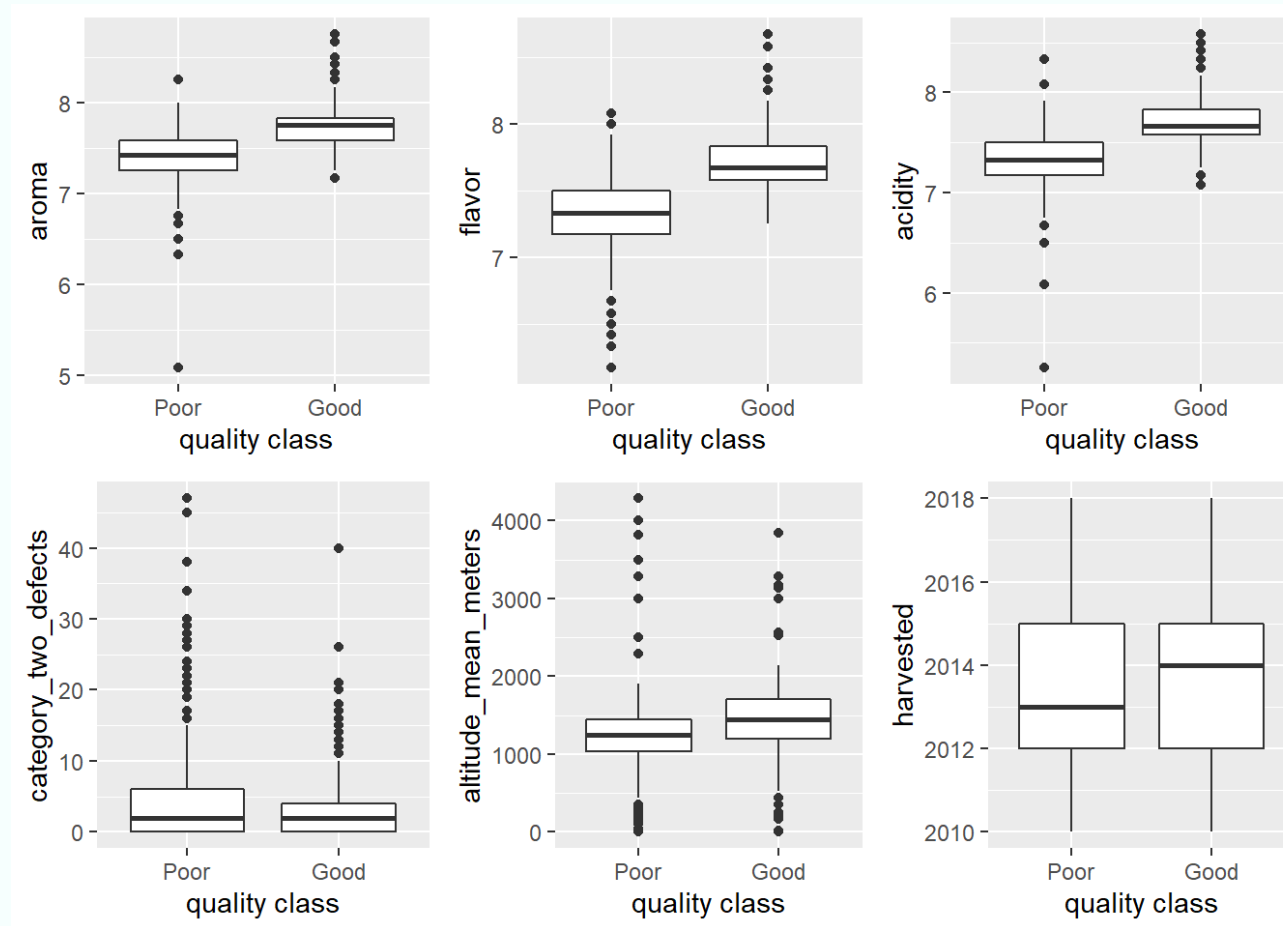 aroma
8
7
6
5
Poor Good
quality class
flavor
8
7
Poor Good
quality class
acidity
8
7
6
Poor Good
quality class
category_two_defects
40
30
20
10
0
Poor Good
quality class
altitude_mean_meters
4000
3000
2000
1000
0
Poor Good
quality class
harvested
2018
2016
2014
2012
2010
Poor Good
quality class